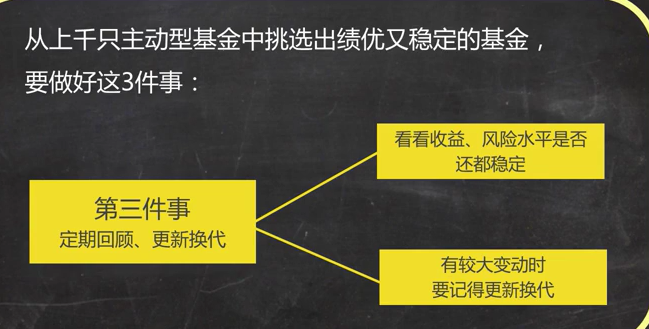 从上千只主动型基金中挑选出绩优又稳定的基金，
要做好这3件事：
第三件事
定期回顾、更新换代
看看收益、风险水平是否
还都稳定
有较大变动时
要记得更新换代